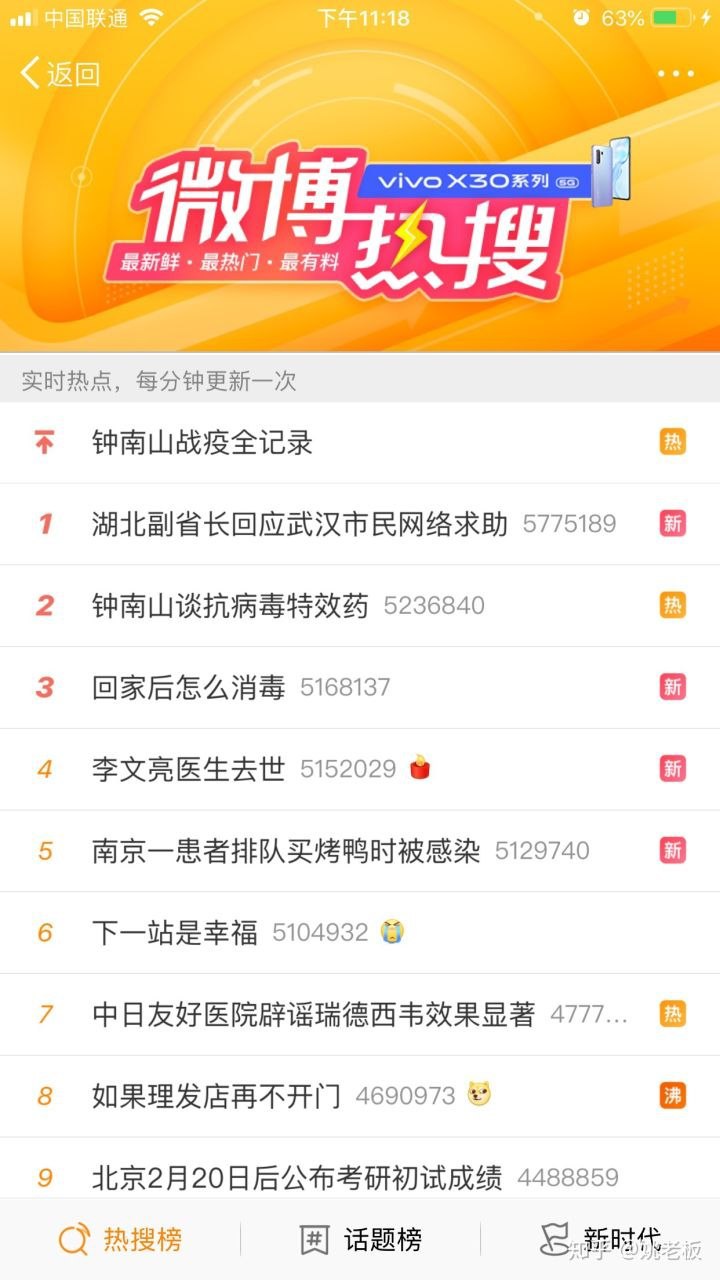 中国联通 下午11:18 63%
返回
微博热搜
vivo X30系列 5G
最新鲜·最热门·最有料
实时热点，每分钟更新一次
钟南山战疫全记录 热
1 湖北副省长回应武汉市民网络求助 5775189 新
2 钟南山谈抗病毒特效药 5236840 热
3 回家后怎么消毒 5168137 新
4 李文亮医生去世 5152029 新
5 南京一患者排队买烤鸭时被感染 5129740 新
6 下一站是幸福 5104932
7 中日友好医院辟谣瑞德西韦效果显著 4777... 热
8 如果理发店再不开门 4690973 沸
9 北京2月20日后公布考研初试成绩 4488859
热搜榜 # 话题榜 新时代
知乎 @姚老板